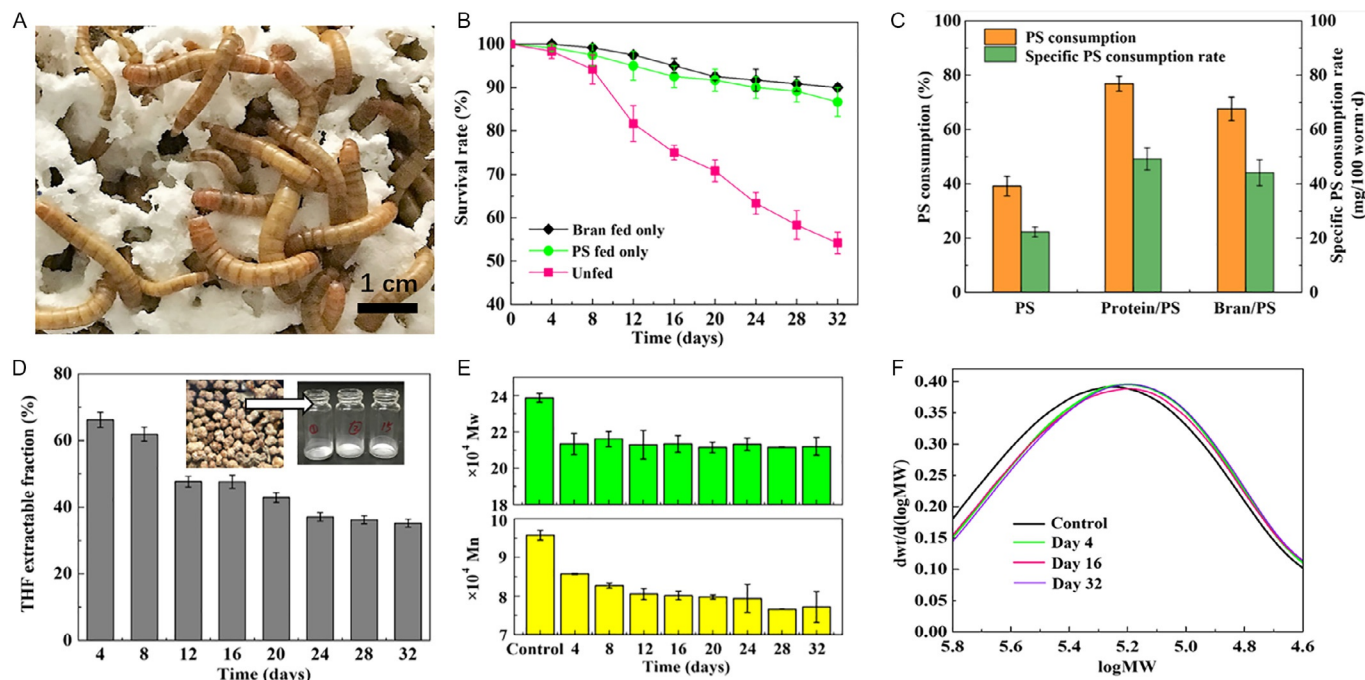 A
1 cm
B
Survival rate (%)
100
90
80
70
60
50
40
Bran fed only
PS fed only
Unfed
0 4 8 12 16 20 24 28 32
Time (days)
C
PS consumption (%)
100
80
60
40
20
0
PS consumption
Specific PS consumption rate
PS Protein/PS Bran/PS
100
80
60
40
20
0
Specific PS consumption rate
(mg/100 worm·d)
D
THF extractable fraction (%)
80
60
40
20
0
4 8 12 16 20 24 28 32
Time (days)
E
×10⁴ Mw
24
22
21
20
18
×10⁴ Mn
10
9
8
7
Control 4 8 12 16 20 24 28 32
Time (days)
F
dwt/d(logMW)
0.40
0.35
0.30
0.25
0.20
0.15
0.10
0.05
0.00
Control
Day 4
Day 16
Day 32
5.8 5.6 5.4 5.2 5.0 4.8 4.6
logMW